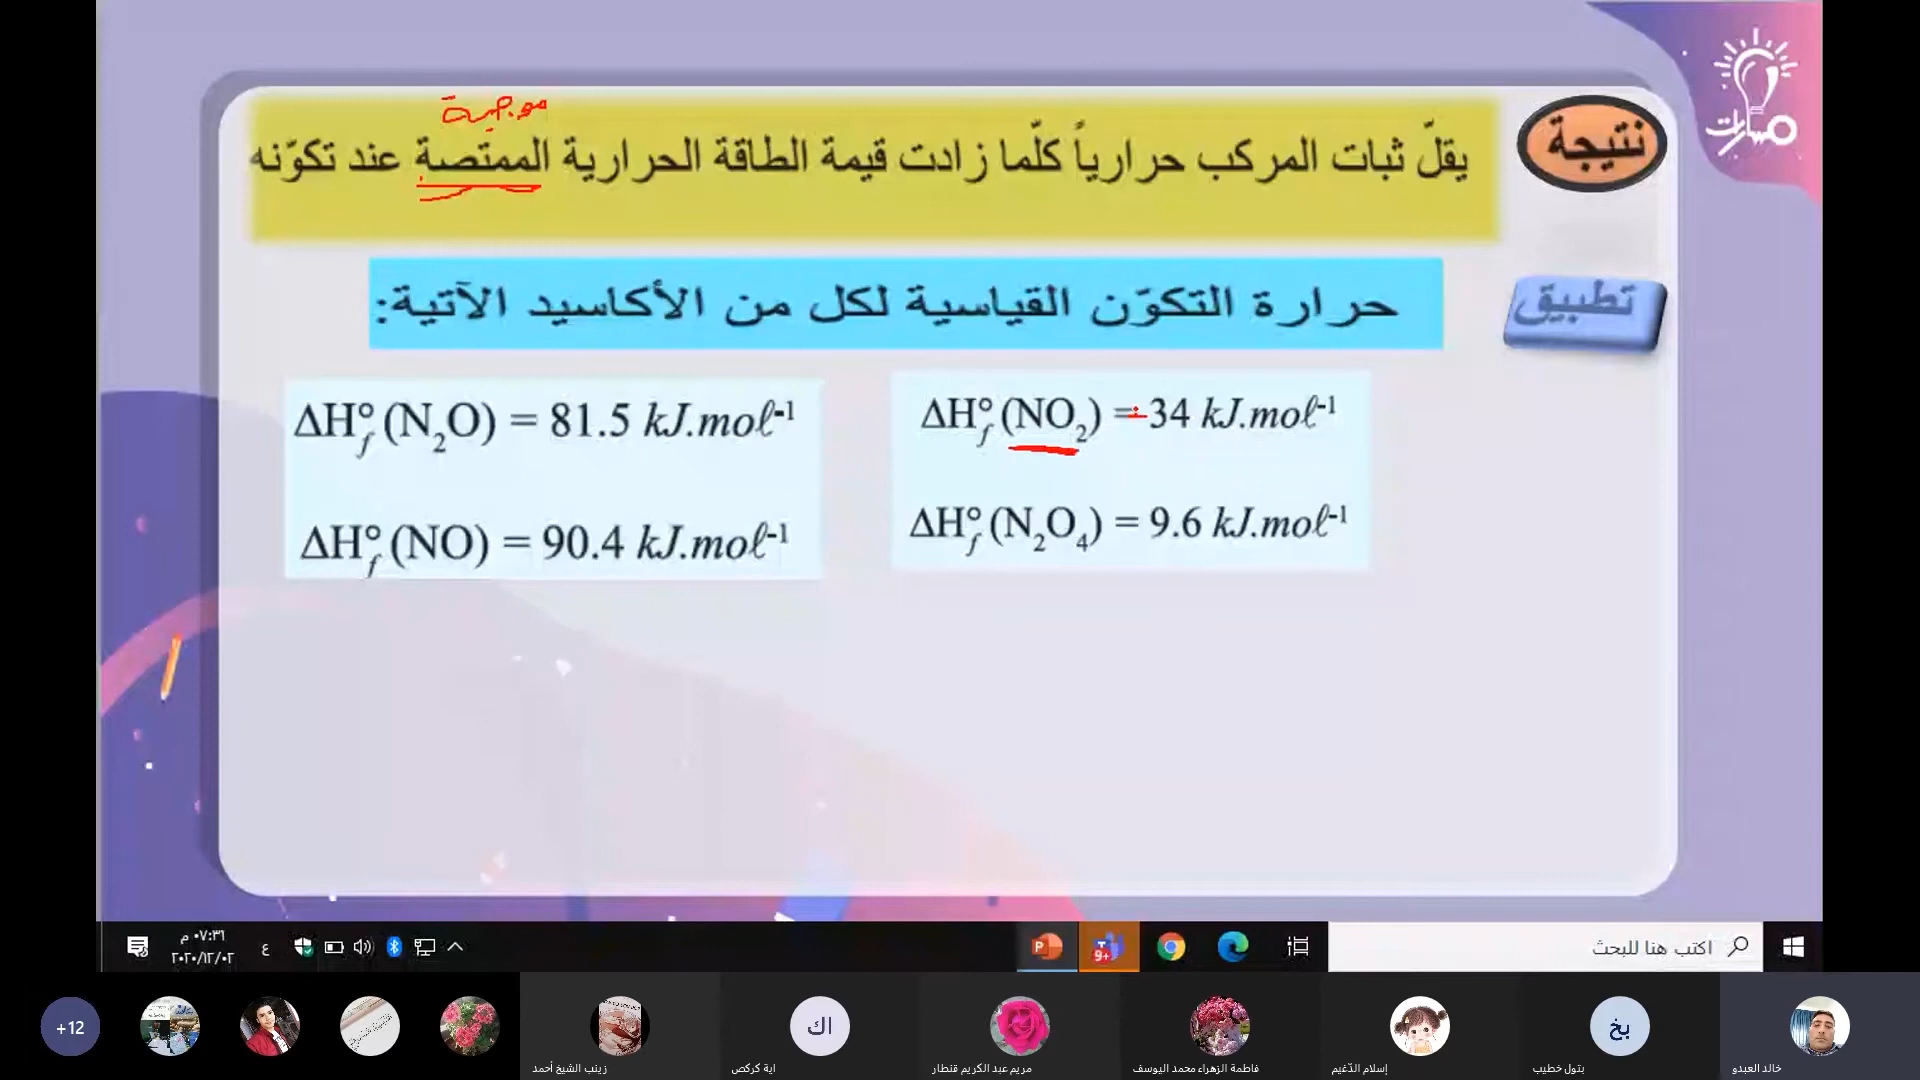 مسارات
نتيجة
موجبة
يقلّ ثبات المركب حرارياً كلّما زادت قيمة الطاقة الحرارية الممتصة عند تكوّنه
تطبيق
حرارة التكوّن القياسية لكل من الأكاسيد الآتية:
ΔH°f (NO₂) = 34 kJ.moℓ⁻¹
ΔH°f (N₂O₄) = 9.6 kJ.moℓ⁻¹
ΔH°f (N₂O) = 81.5 kJ.moℓ⁻¹
ΔH°f (NO) = 90.4 kJ.moℓ⁻¹
اكتب هنا للبحث
9+
ع
٠٧:٣١ م
٢٠٢٠/١٢/٠٢
+12
زينب الشيخ أحمد
اك
اية كركص
مريم عبد الكريم قنطار
فاطمة الزهراء محمد اليوسف
إسلام الدّغيم
بخ
بتول خطيب
خالد العبدو